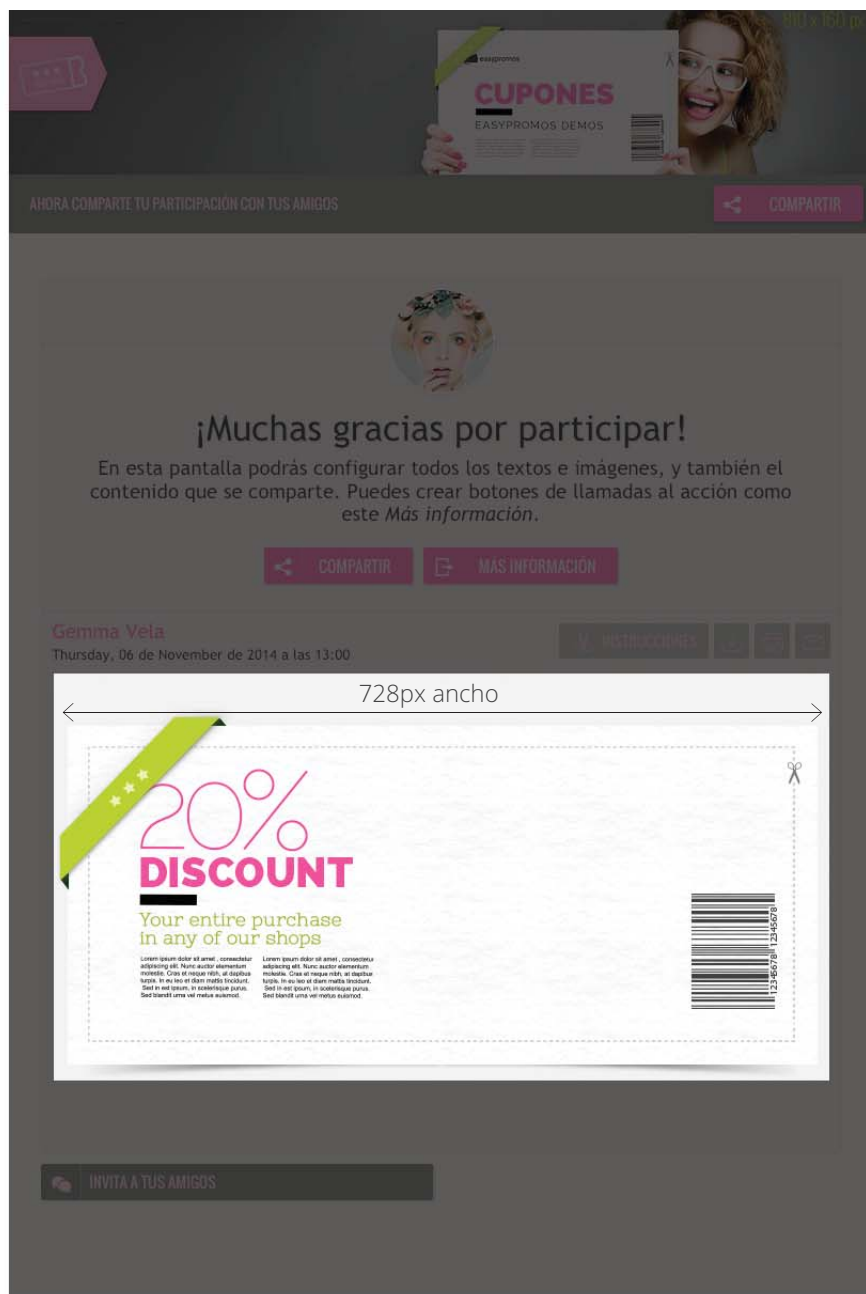 810 x 160 px
easypromos
CUPONES
EASYPROMOS DEMOS
AHORA COMPARTE TU PARTICIPACIÓN CON TUS AMIGOS
COMPARTIR
¡Muchas gracias por participar!
En esta pantalla podrás configurar todos los textos e imágenes, y también el
contenido que se comparte. Puedes crear botones de llamadas al acción como
este Más información.
COMPARTIR
MÁS INFORMACIÓN
Gemma Vela
Thursday, 06 de November de 2014 a las 13:00
INSTRUCCIONES
728px ancho
20%
DISCOUNT
Your entire purchase
in any of our shops
Lorem ipsum dolor sit amet , consectetur
adipiscing elit. Nunc auctor elementum
molestie. Cras et neque nibh, at dapibus
turpis. In eu leo et diam mattis tincidunt.
Sed in est ipsum, in scelerisque purus.
Sed blandit urna vel metus euismod.
Lorem ipsum dolor sit amet , consectetur
adipiscing elit. Nunc auctor elementum
molestie. Cras et neque nibh, at dapibus
turpis. In eu leo et diam mattis tincidunt.
Sed in est ipsum, in scelerisque purus.
Sed blandit urna vel metus euismod.
12345678 12345678
INVITA A TUS AMIGOS